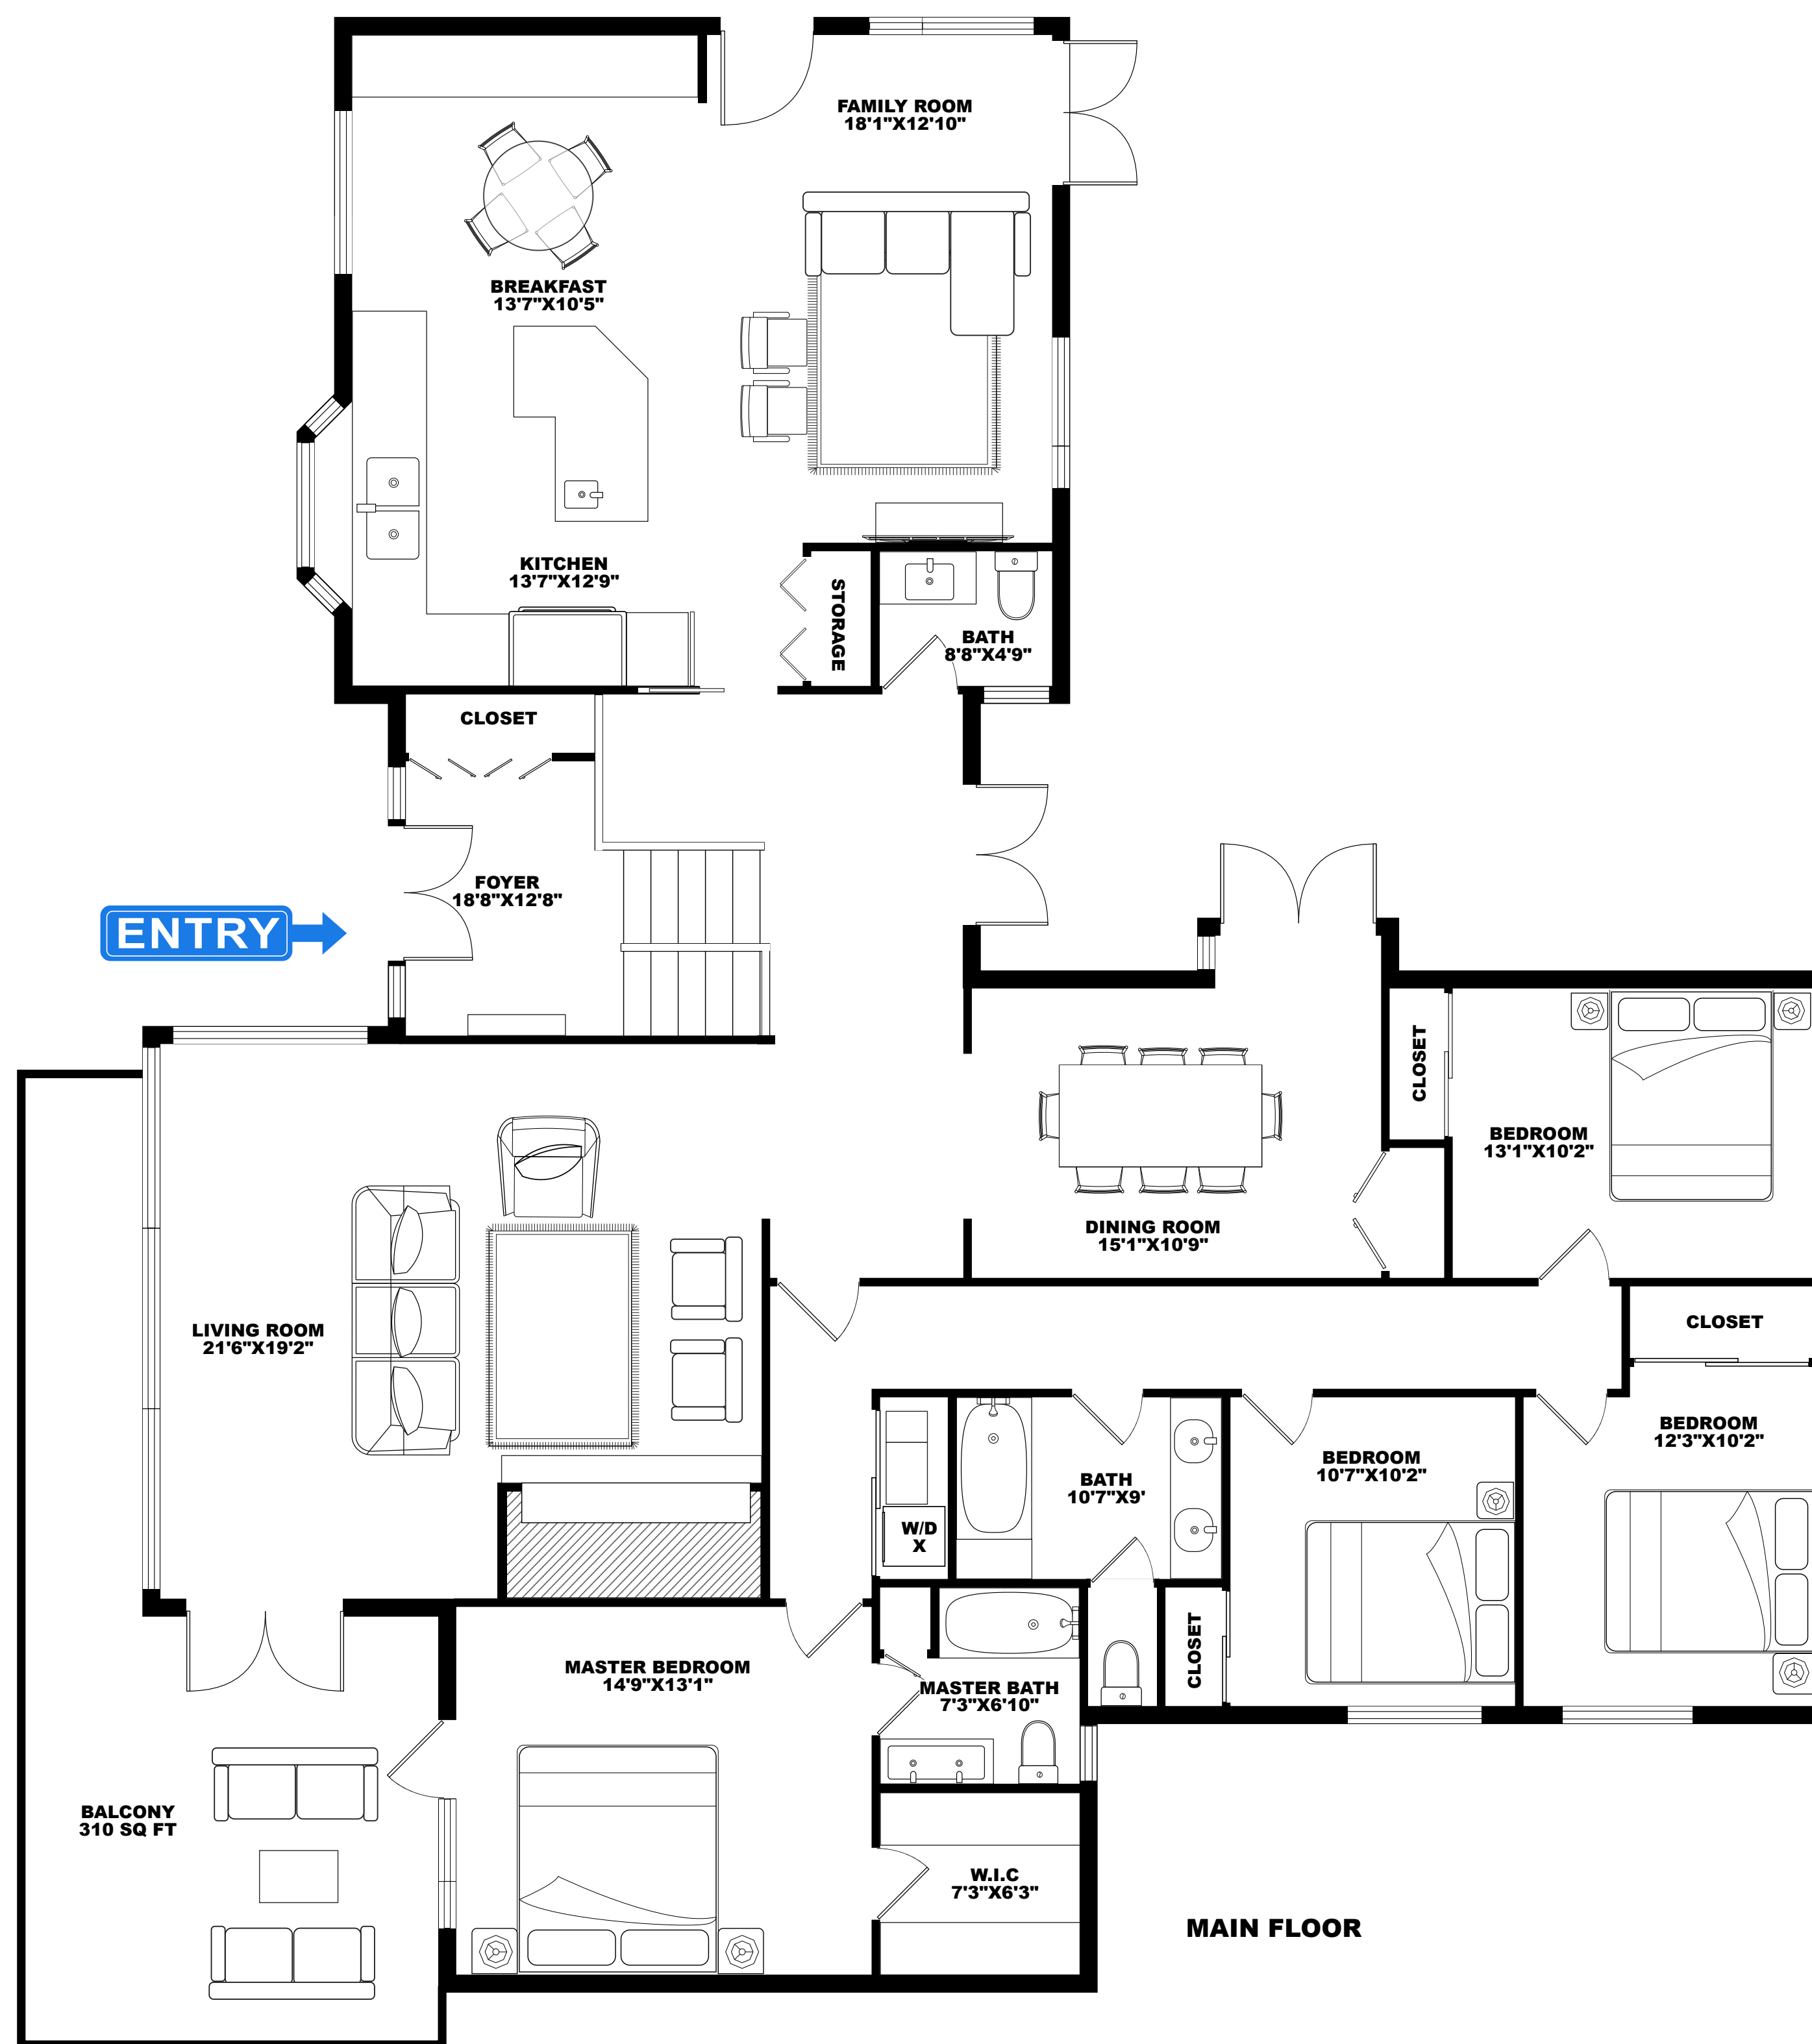 FAMILY ROOM
18'1"X12'10"
BREAKFAST
13'7"X10'5"
KITCHEN
13'7"X12'9"
STORAGE
BATH
8'8"X4'9"
CLOSET
FOYER
18'8"X12'8"
ENTRY
CLOSET
BEDROOM
13'1"X10'2"
DINING ROOM
15'1"X10'9"
LIVING ROOM
21'6"X19'2"
CLOSET
BEDROOM
12'3"X10'2"
BEDROOM
10'7"X10'2"
BATH
10'7"X9'
W/D
X
CLOSET
MASTER BEDROOM
14'9"X13'1"
MASTER BATH
7'3"X6'10"
BALCONY
310 SQ FT
W.I.C
7'3"X6'3"
MAIN FLOOR